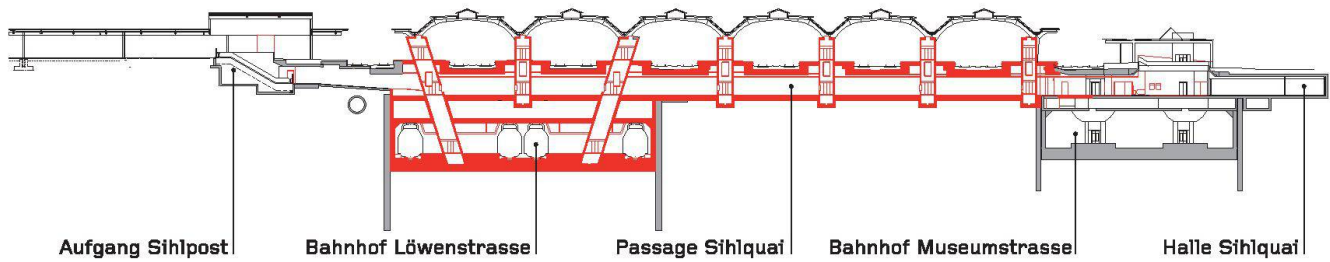 Aufgang Sihlpost
Bahnhof Löwenstrasse
Passage Sihlquai
Bahnhof Museumstrasse
Halle Sihlquai